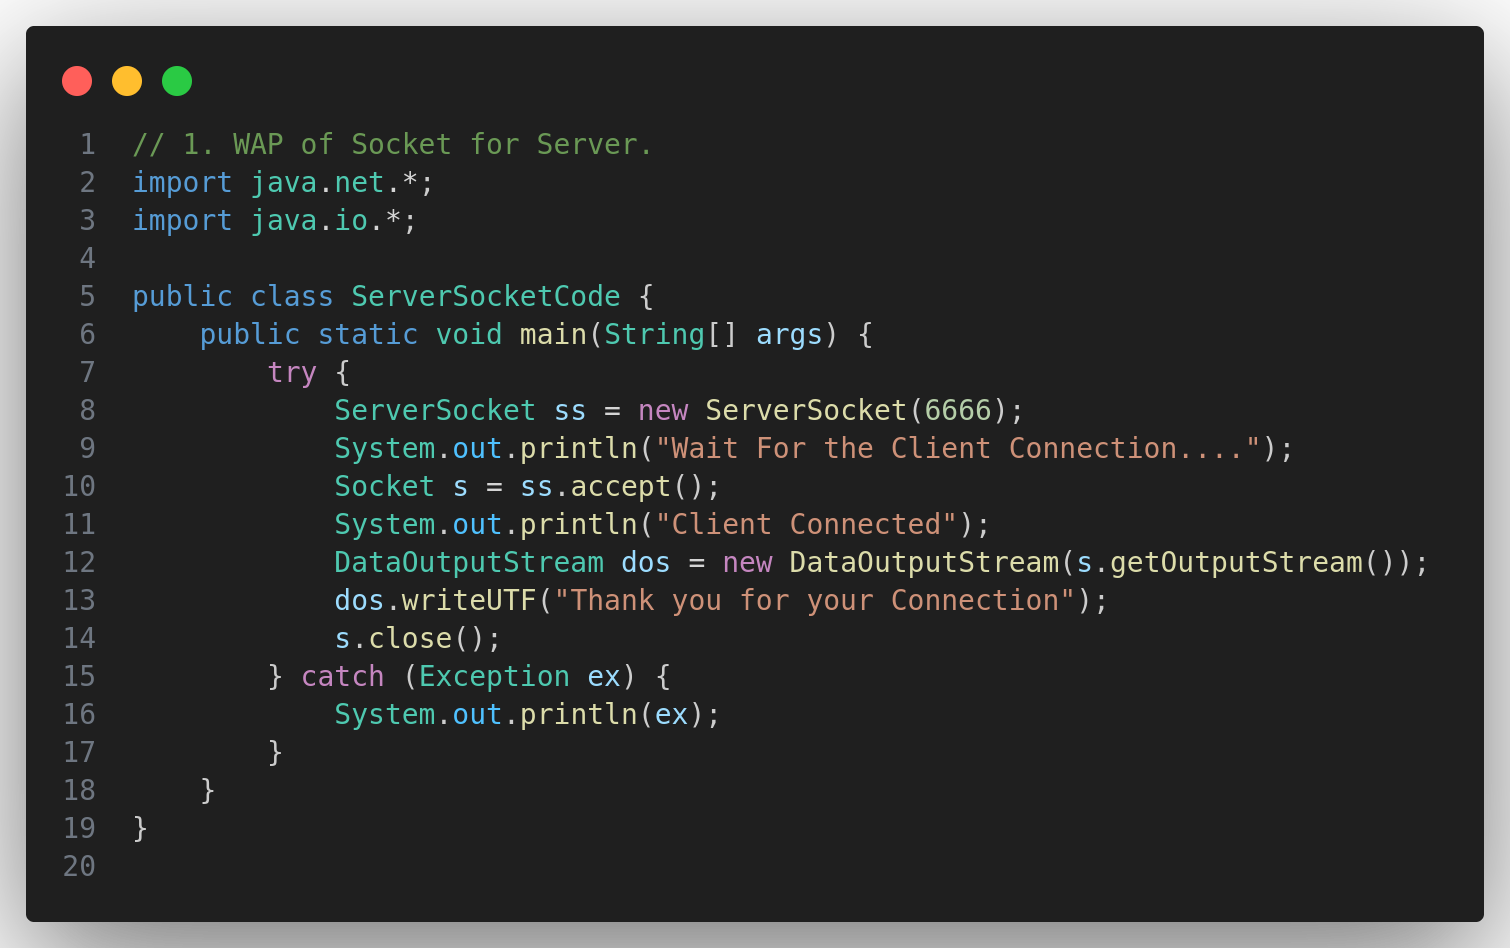 1 // 1. WAP of Socket for Server.
2 import java.net.*;
3 import java.io.*;
4
5 public class ServerSocketCode {
6     public static void main(String[] args) {
7         try {
8             ServerSocket ss = new ServerSocket(6666);
9             System.out.println("Wait For the Client Connection....");
10             Socket s = ss.accept();
11             System.out.println("Client Connected");
12             DataOutputStream dos = new DataOutputStream(s.getOutputStream());
13             dos.writeUTF("Thank you for your Connection");
14             s.close();
15         } catch (Exception ex) {
16             System.out.println(ex);
17         }
18     }
19 }
20